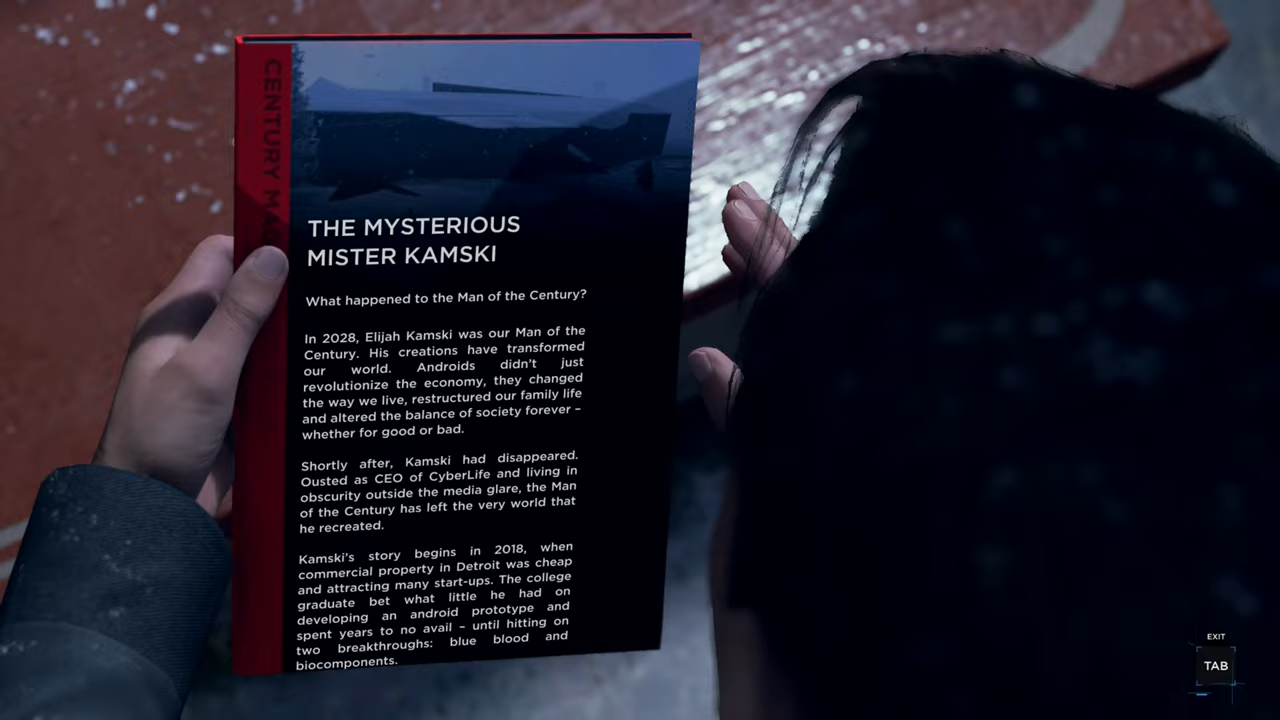 CENTURY MAG
THE MYSTERIOUS
MISTER KAMSKI
What happened to the Man of the Century?
In 2028, Elijah Kamski was our Man of the
Century. His creations have transformed
our world. Androids didn't just
revolutionize the economy, they changed
the way we live, restructured our family life
and altered the balance of society forever –
whether for good or bad.
Shortly after, Kamski had disappeared.
Ousted as CEO of CyberLife and living in
obscurity outside the media glare, the Man
of the Century has left the very world that
he recreated.
Kamski's story begins in 2018, when
commercial property in Detroit was cheap
and attracting many start-ups. The college
graduate bet what little he had on
developing an android prototype and
spent years to no avail – until hitting on
two breakthroughs: blue blood and
biocomponents.
EXIT
TAB